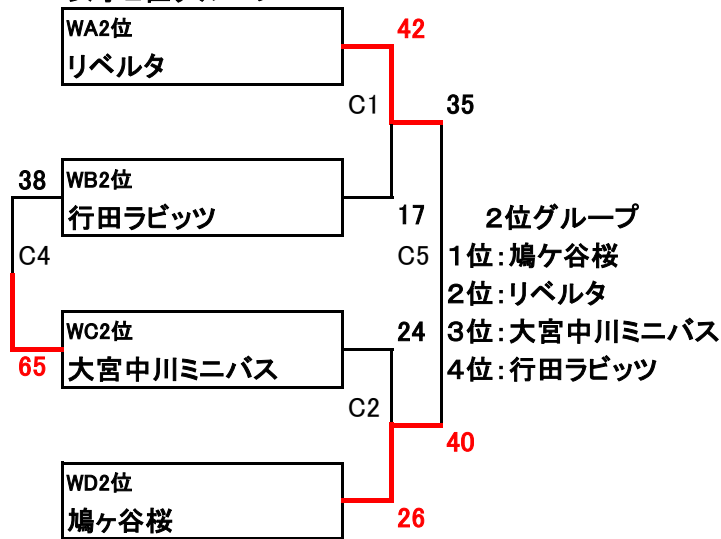 WA2位
リベルタ
42
C1
35
38
WB2位
行田ラビッツ
17
C4
C5
2位グループ
1位:鳩ケ谷桜
2位:リベルタ
3位:大宮中川ミニバス
4位:行田ラビッツ
65
WC2位
大宮中川ミニバス
24
C2
40
WD2位
鳩ヶ谷桜
26